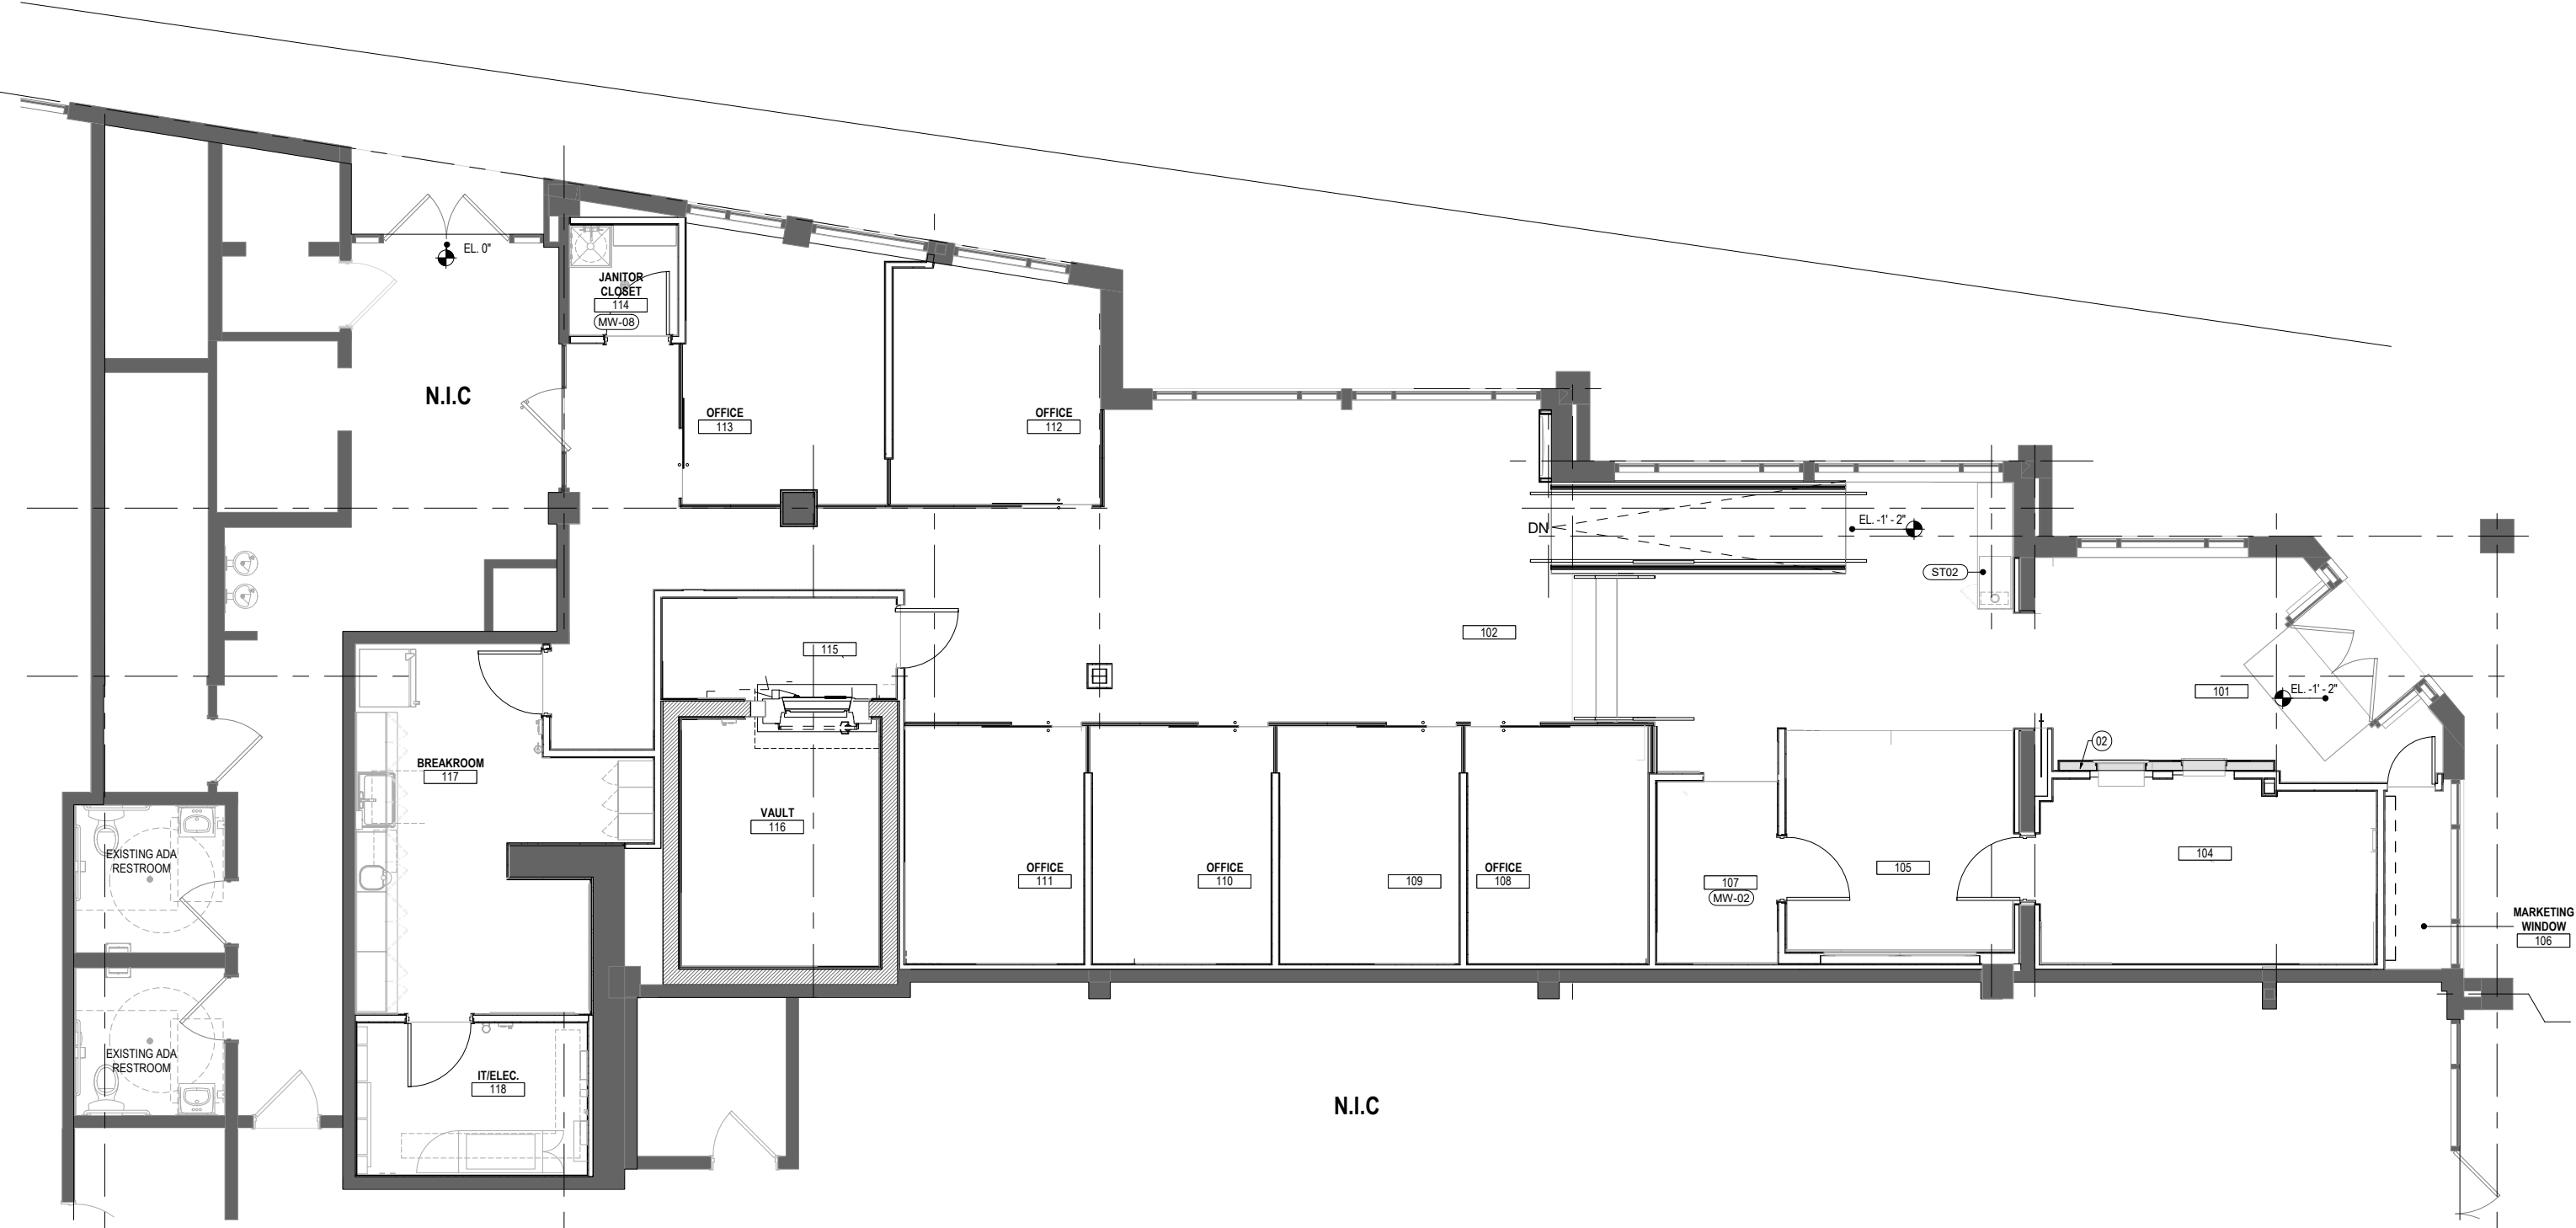 EL. 0"
JANITOR
CLOSET
114
MW-08
N.I.C
OFFICE
113
OFFICE
112
DN
EL. -1' - 2"
ST02
102
115
101
EL. -1' - 2"
02
BREAKROOM
117
VAULT
116
EXISTING ADA
RESTROOM
OFFICE
111
OFFICE
110
109
OFFICE
108
107
MW-02
105
104
MARKETING
WINDOW
106
EXISTING ADA
RESTROOM
IT/ELEC.
118
N.I.C